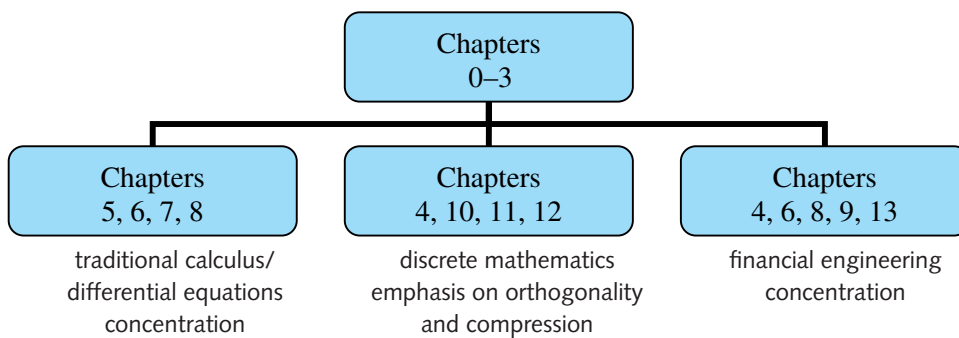 Chapters
0–3
Chapters
5, 6, 7, 8
traditional calculus/
differential equations
concentration
Chapters
4, 10, 11, 12
discrete mathematics
emphasis on orthogonality
and compression
Chapters
4, 6, 8, 9, 13
financial engineering
concentration